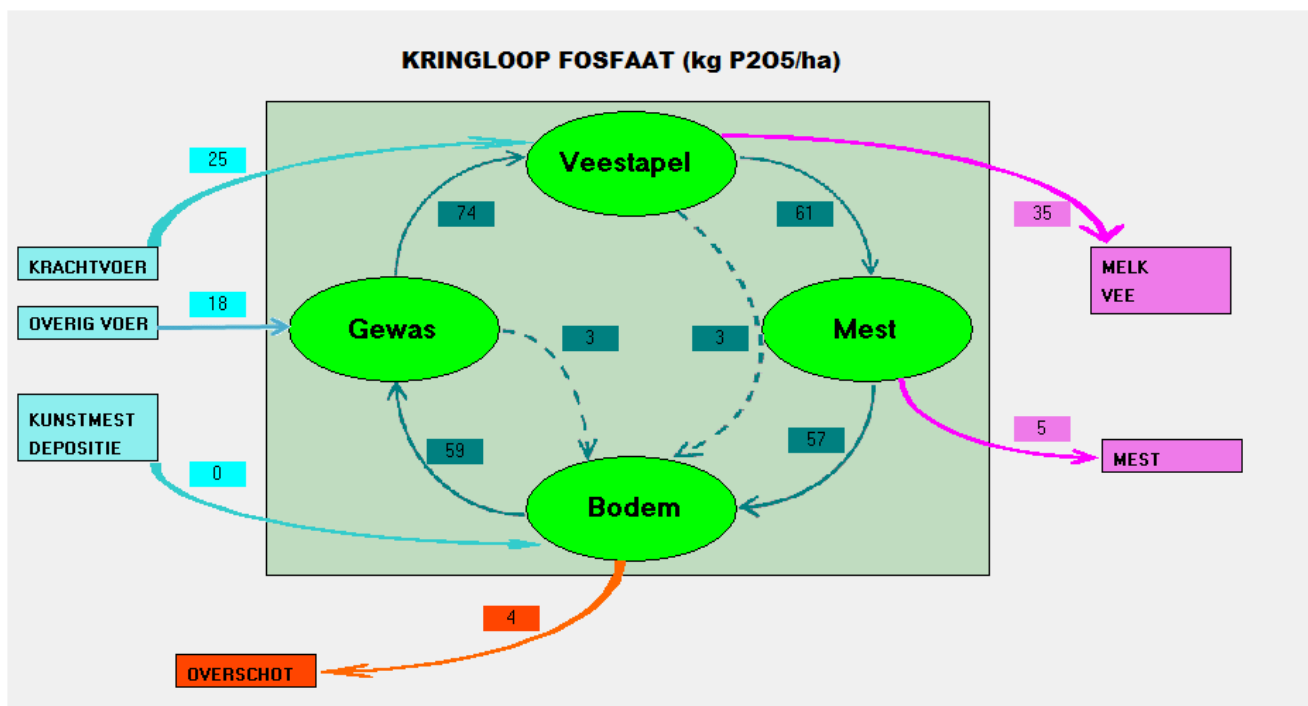 KRINGLOOP FOSFAAT (kg P2O5/ha)
Veestapel
25
74
61
35
KRACHTVOER
MELK
VEE
18
OVERIG VOER
Gewas
3
3
Mest
KUNSTMEST
DEPOSITIE
59
57
5
MEST
0
Bodem
4
OVERSCHOT